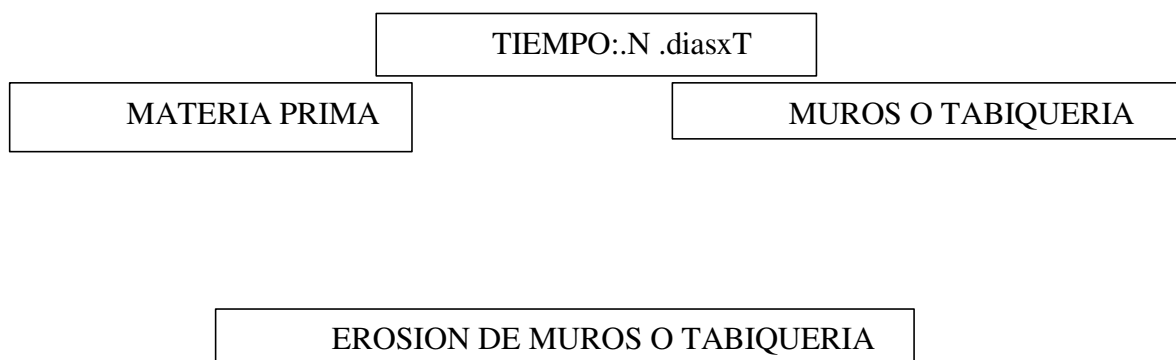 TIEMPO:.N .diasxT
MATERIA PRIMA
MUROS O TABIQUERIA
EROSION DE MUROS O TABIQUERIA